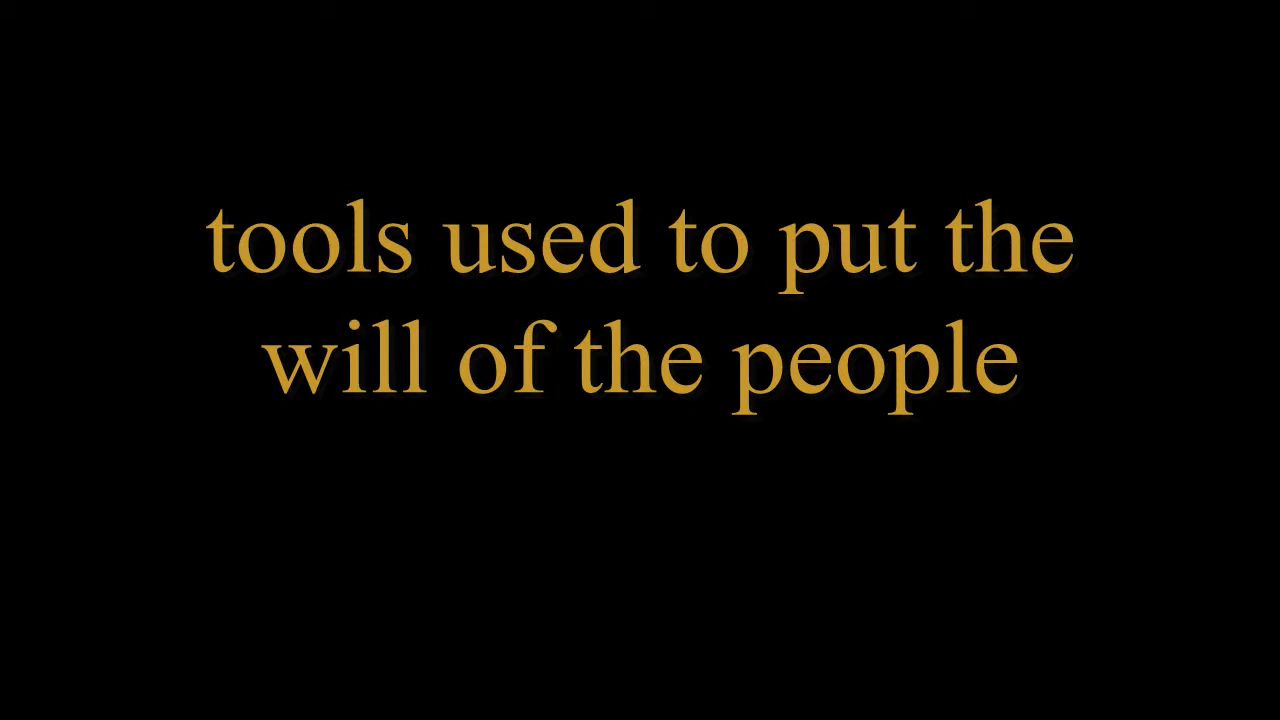 tools used to put the
will of the people